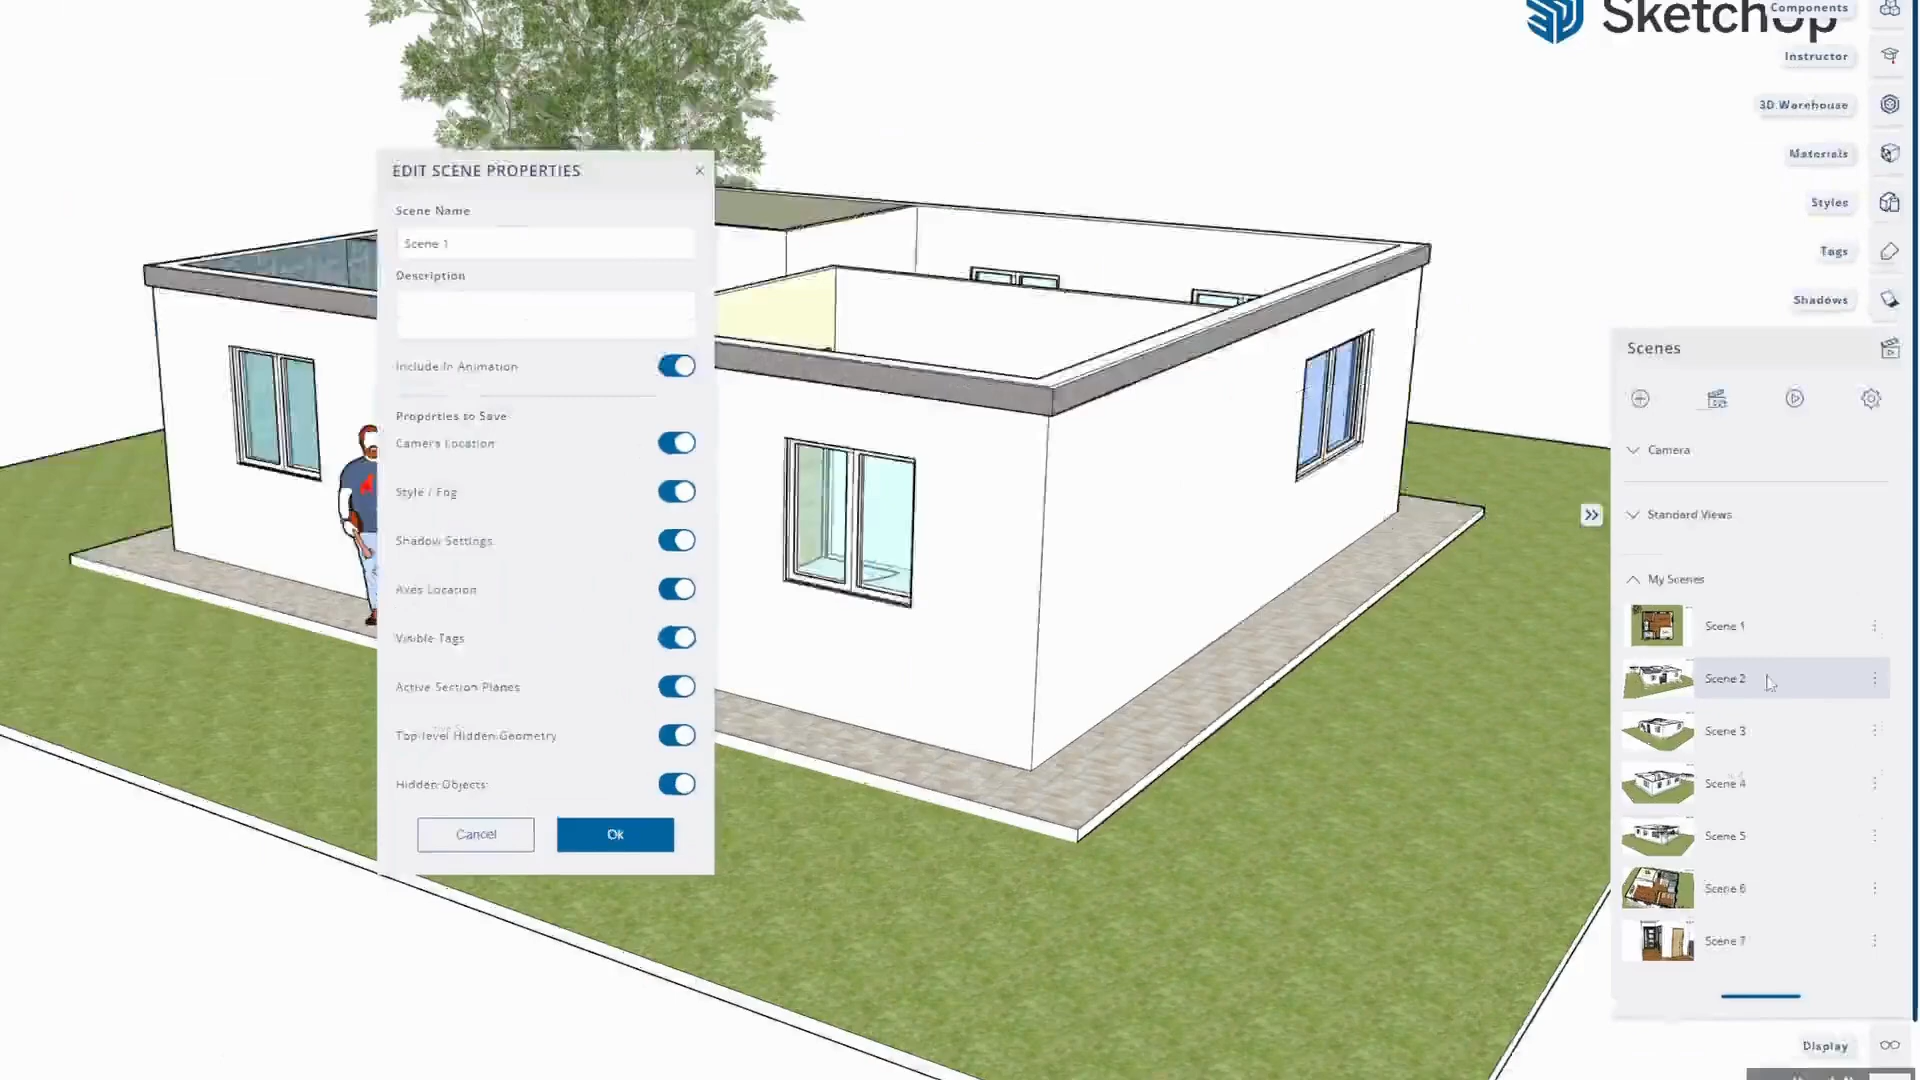 SketchUp
Components
Instructor
3D Warehouse
Materials
Styles
Tags
Shadows
EDIT SCENE PROPERTIES
Scene Name
Scene 1
Description
Include In Animation
Properties to Save
Camera Location
Style / Fog
Shadow Settings
Axes Location
Visible Tags
Active Section Planes
Top-level Hidden Geometry
Hidden Objects
Cancel
Ok
Scenes
Camera
Standard Views
My Scenes
Scene 1
Scene 2
Scene 3
Scene 4
Scene 5
Scene 6
Scene 7
Display